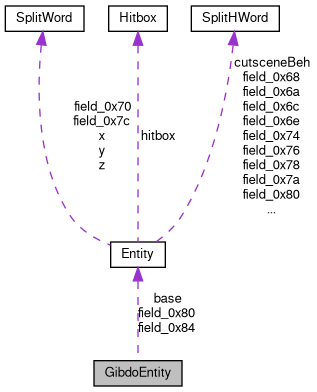 SplitWord
Hitbox
SplitHWord
cutsceneBeh
field_0x68
field_0x6a
field_0x6c
field_0x6e
field_0x74
field_0x76
field_0x78
field_0x7a
field_0x80
...
field_0x70
field_0x7c
x
y
z
hitbox
Entity
base
field_0x80
field_0x84
GibdoEntity